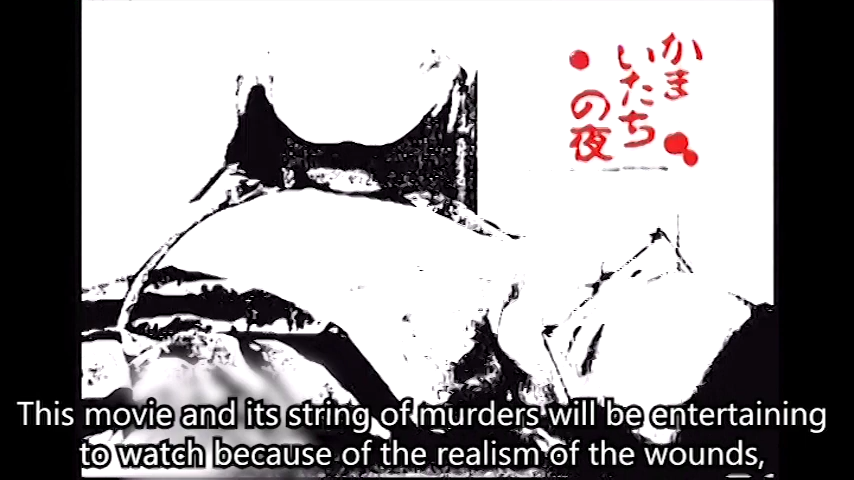 かま
いたち
の夜
This movie and its string of murders will be entertaining
to watch because of the realism of the wounds,